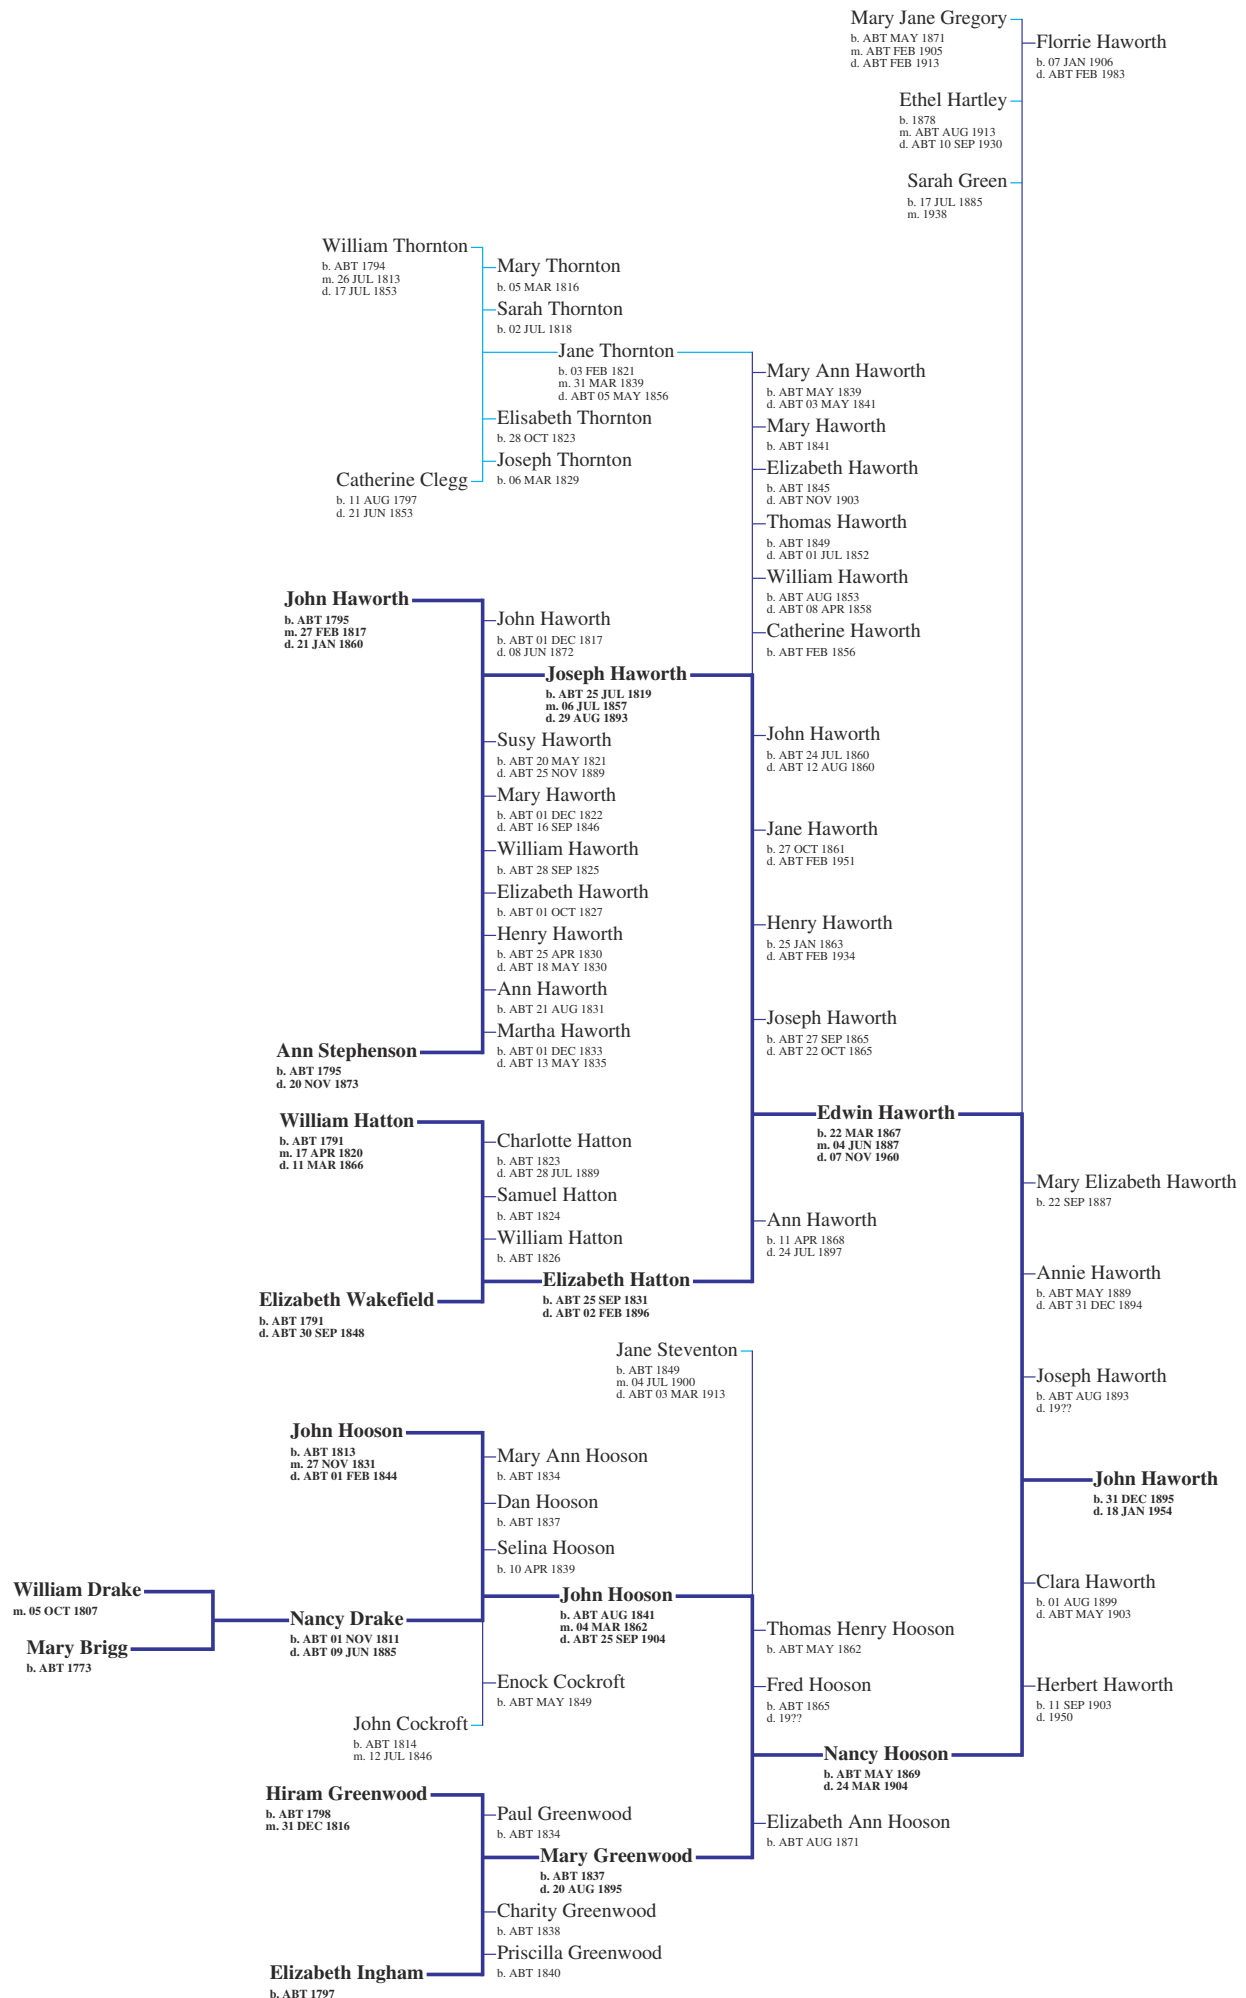 Mary Jane Gregory
b. ABT MAY 1871
m. ABT FEB 1905
d. ABT FEB 1913
Florrie Haworth
b. 07 JAN 1906
d. ABT FEB 1983
Ethel Hartley
b. 1878
m. ABT AUG 1913
d. ABT 10 SEP 1930
Sarah Green
b. 17 JUL 1885
m. 1938
William Thornton
b. ABT 1794
m. 26 JUL 1813
d. 17 JUL 1853
Mary Thornton
b. 05 MAR 1816
Sarah Thornton
b. 02 JUL 1818
Jane Thornton
b. 03 FEB 1821
m. 31 MAR 1839
d. ABT 05 MAY 1856
Elisabeth Thornton
b. 28 OCT 1823
Joseph Thornton
b. 06 MAR 1829
Catherine Clegg
b. 11 AUG 1797
d. 21 JUN 1853
Mary Ann Haworth
b. ABT MAY 1839
d. ABT 03 MAY 1841
Mary Haworth
b. ABT 1841
Elizabeth Haworth
b. ABT 1845
d. ABT NOV 1903
Thomas Haworth
b. ABT 1849
d. ABT 01 JUL 1852
William Haworth
b. ABT AUG 1853
d. ABT 08 APR 1858
Catherine Haworth
b. ABT FEB 1856
John Haworth
b. ABT 1795
m. 27 FEB 1817
d. 21 JAN 1860
John Haworth
b. ABT 01 DEC 1817
d. 08 JUN 1872
Joseph Haworth
b. ABT 25 JUL 1819
m. 06 JUL 1857
d. 29 AUG 1893
Susy Haworth
b. ABT 20 MAY 1821
d. ABT 25 NOV 1889
Mary Haworth
b. ABT 01 DEC 1822
d. ABT 16 SEP 1846
William Haworth
b. ABT 28 SEP 1825
Elizabeth Haworth
b. ABT 01 OCT 1827
Henry Haworth
b. ABT 25 APR 1830
d. ABT 18 MAY 1830
Ann Haworth
b. ABT 21 AUG 1831
Martha Haworth
b. ABT 01 DEC 1833
d. ABT 13 MAY 1835
Ann Stephenson
b. ABT 1795
d. 20 NOV 1873
John Haworth
b. ABT 24 JUL 1860
d. ABT 12 AUG 1860
Jane Haworth
b. 27 OCT 1861
d. ABT FEB 1951
Henry Haworth
b. 25 JAN 1863
d. ABT FEB 1934
Joseph Haworth
b. ABT 27 SEP 1865
d. ABT 22 OCT 1865
Edwin Haworth
b. 22 MAR 1867
m. 04 JUN 1887
d. 07 NOV 1960
Ann Haworth
b. 11 APR 1868
d. 24 JUL 1897
William Hatton
b. ABT 1791
m. 17 APR 1820
d. 11 MAR 1866
Charlotte Hatton
b. ABT 1823
d. ABT 28 JUL 1889
Samuel Hatton
b. ABT 1824
William Hatton
b. ABT 1826
Elizabeth Hatton
b. ABT 25 SEP 1831
d. ABT 02 FEB 1896
Elizabeth Wakefield
b. ABT 1791
d. ABT 30 SEP 1848
Mary Elizabeth Haworth
b. 22 SEP 1887
Annie Haworth
b. ABT MAY 1889
d. ABT 31 DEC 1894
Joseph Haworth
b. ABT AUG 1893
d. 19??
John Haworth
b. 31 DEC 1895
d. 18 JAN 1954
Clara Haworth
b. 01 AUG 1899
d. ABT MAY 1903
Herbert Haworth
b. 11 SEP 1903
d. 1950
Jane Steventon
b. ABT 1849
m. 04 JUL 1900
d. ABT 03 MAR 1913
John Hooson
b. ABT 1813
m. 27 NOV 1831
d. ABT 01 FEB 1844
Mary Ann Hooson
b. ABT 1834
Dan Hooson
b. ABT 1837
Selina Hooson
b. 10 APR 1839
John Hooson
b. ABT AUG 1841
m. 04 MAR 1862
d. ABT 25 SEP 1904
William Drake
m. 05 OCT 1807
Mary Brigg
b. ABT 1773
Nancy Drake
b. ABT 01 NOV 1811
d. ABT 09 JUN 1885
Enock Cockroft
b. ABT MAY 1849
John Cockroft
b. ABT 1814
m. 12 JUL 1846
Thomas Henry Hooson
b. ABT MAY 1862
Fred Hooson
b. ABT 1865
d. 19??
Nancy Hooson
b. ABT MAY 1869
d. 24 MAR 1904
Elizabeth Ann Hooson
b. ABT AUG 1871
Hiram Greenwood
b. ABT 1798
m. 31 DEC 1816
Paul Greenwood
b. ABT 1834
Mary Greenwood
b. ABT 1837
d. 20 AUG 1895
Charity Greenwood
b. ABT 1838
Priscilla Greenwood
b. ABT 1840
Elizabeth Ingham
b. ABT 1797